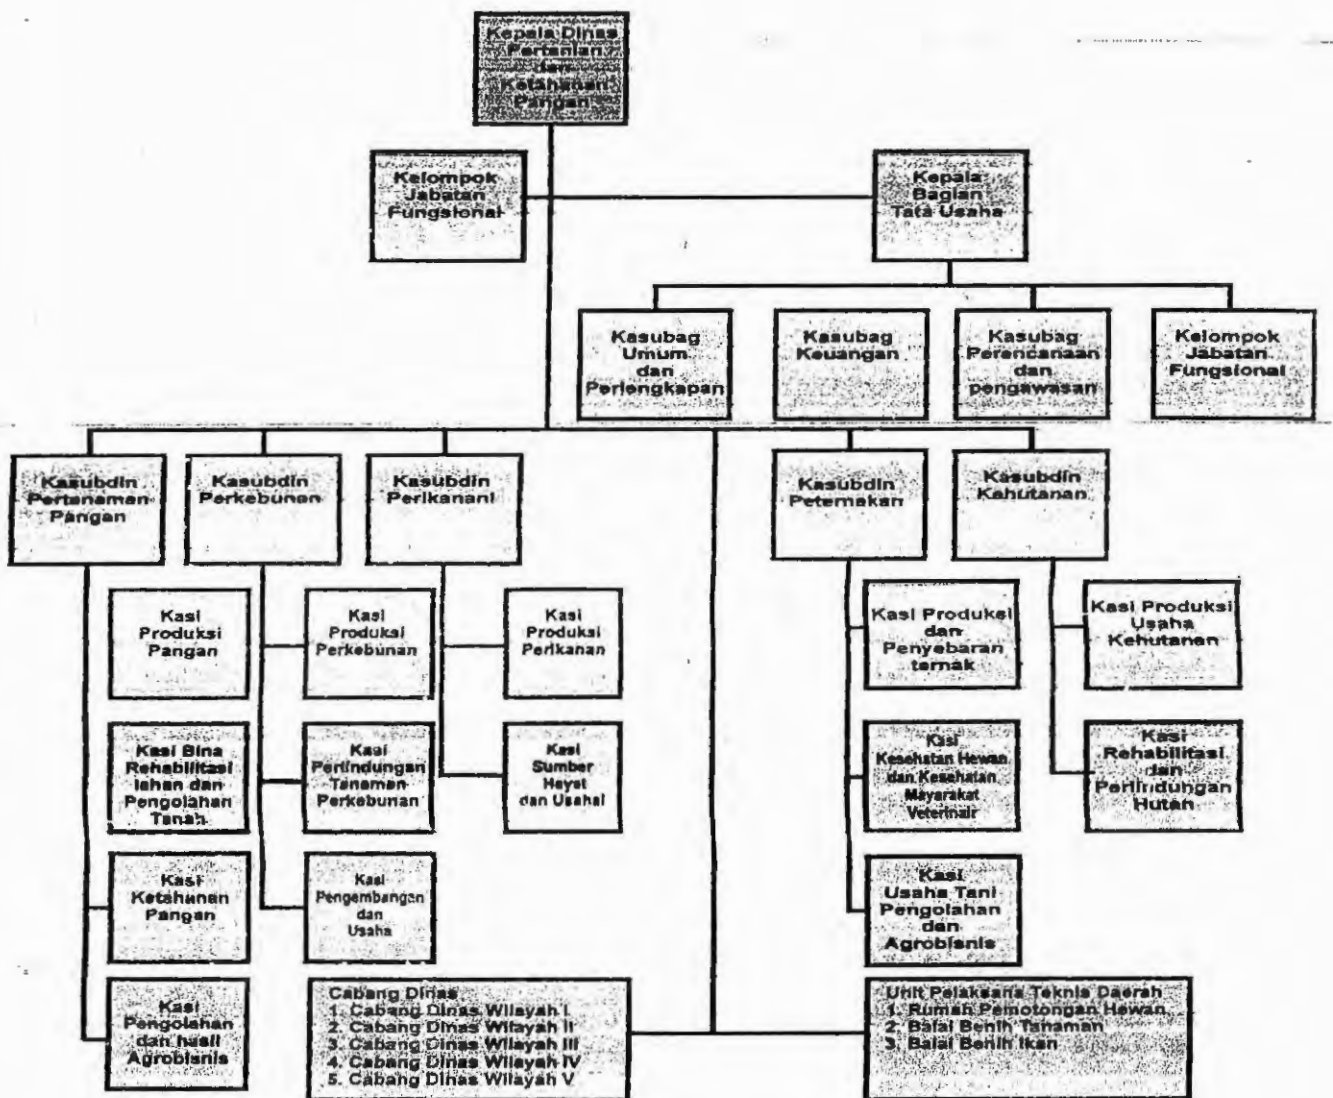 Kepala Dinas
Pertanian
dan
Ketahanan
Pangan
Kelompok
Jabatan
Fungsional
Kepala
Bagian
Tata Usaha
Kasubag
Umum
dan
Perlengkapan
Kasubag
Keuangan
Kasubag
Perencanaan
dan
pengawasan
Kelompok
Jabatan
Fungsional
Kasubdin
Pertanaman
Pangan
Kasubdin
Perkebunan
Kasubdin
Perikanani
Kasubdin
Peternakan
Kasubdin
Kahutanan
Kasi
Produksi
Pangan
Kasi
Produksi
Perkebunan
Kasi
Produksi
Perikanan
Kasi Produksi
dan
Penyebaran
ternak
Kasi Produksi
Usaha
Kehutanan
Kasi Bina
Rehabilitasi
lahan dan
Pengolahan
Tanah
Kasi
Perlindungan
Tanaman
Perkebunan
Kasi
Sumber
Hayat
dan Usahai
Kasi
Kesehatan Hewan
dan Kesehatan
Mayarakat
Veterinair
Kasi
Rehabilitasi
dan
Perlindungan
Hutan
Kasi
Ketahanan
Pangan
Kasi
Pengembangan
dan
Usaha
Kasi
Usaha Tani
Pengolahan
dan
Agrobisnis
Kasi
Pengolahan
dan hasil
Agrobisnis
Cabang Dinas
1. Cabang Dinas Wilayah I
2. Cabang Dinas Wilayah II
3. Cabang Dinas Wilayah III
4. Cabang Dinas Wilayah IV
5. Cabang Dinas Wilayah V
Unit Pelaksana Teknis Daerah
1. Rumah Pemotongan Hewan
2. Balai Benih Tanaman
3. Balai Benih Ikan